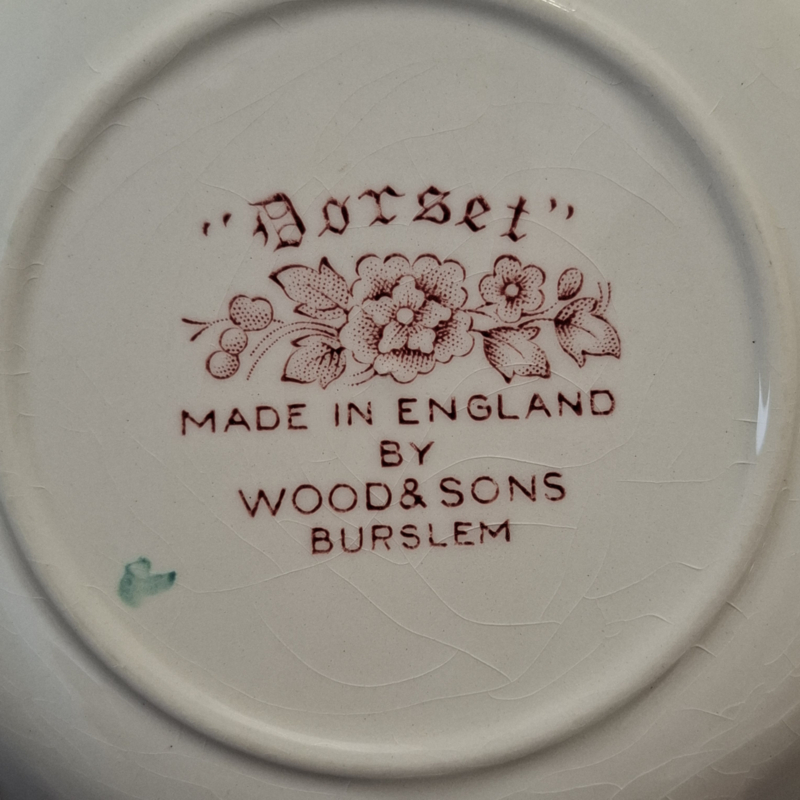 "Dorset"
MADE IN ENGLAND
BY
WOOD & SONS
BURSLEM